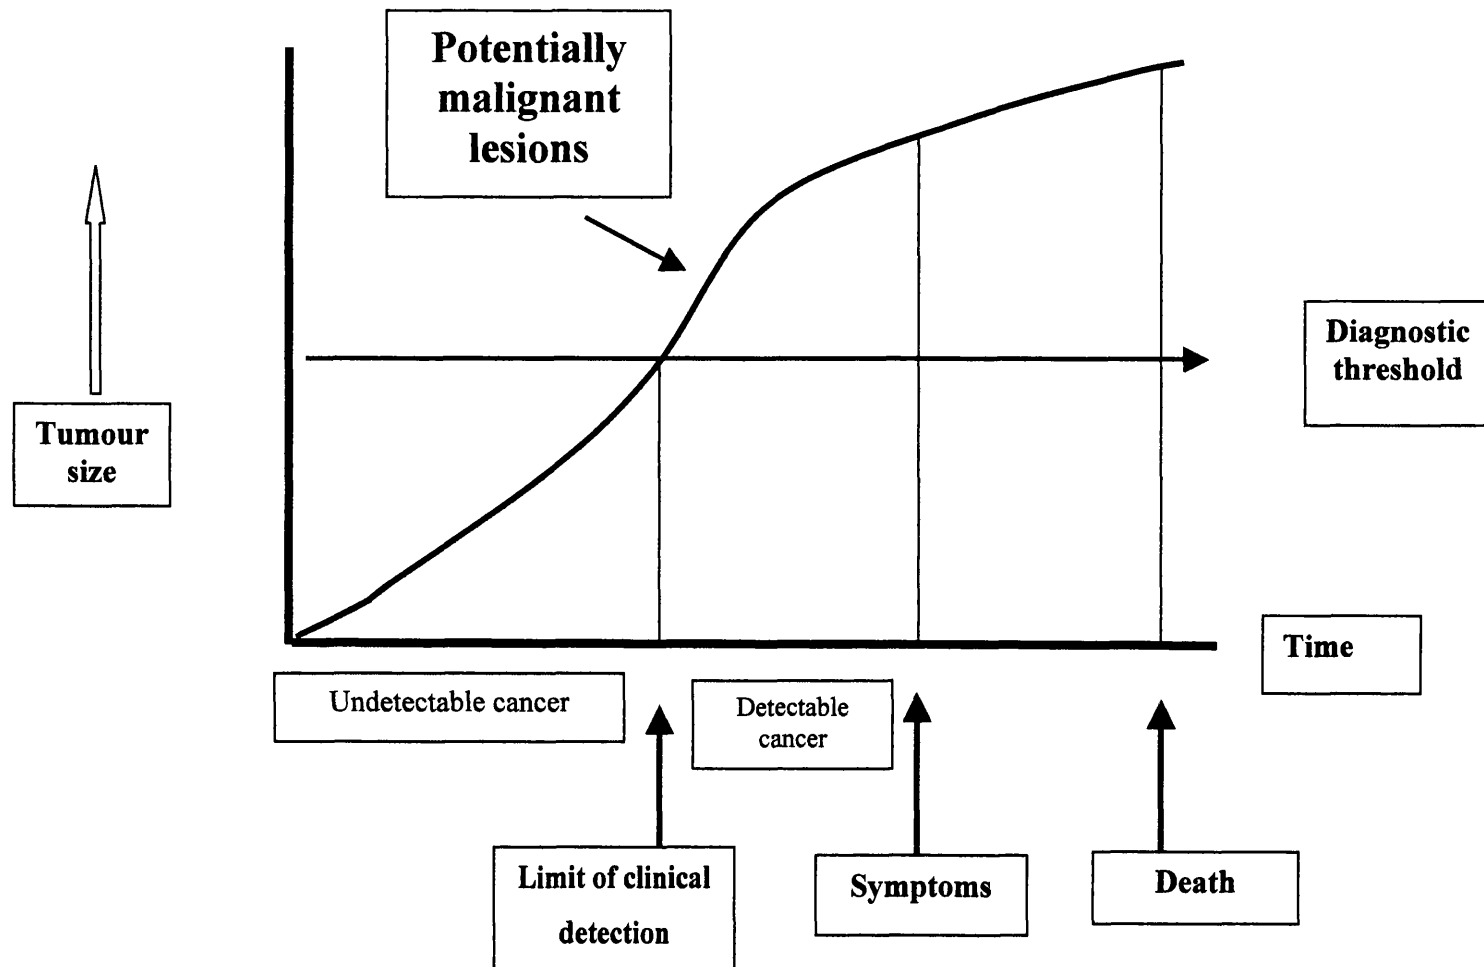 Potentially
malignant
lesions
Diagnostic
threshold
Tumour
size
Time
Undetectable cancer
Detectable
cancer
Limit of clinical
detection
Symptoms
Death